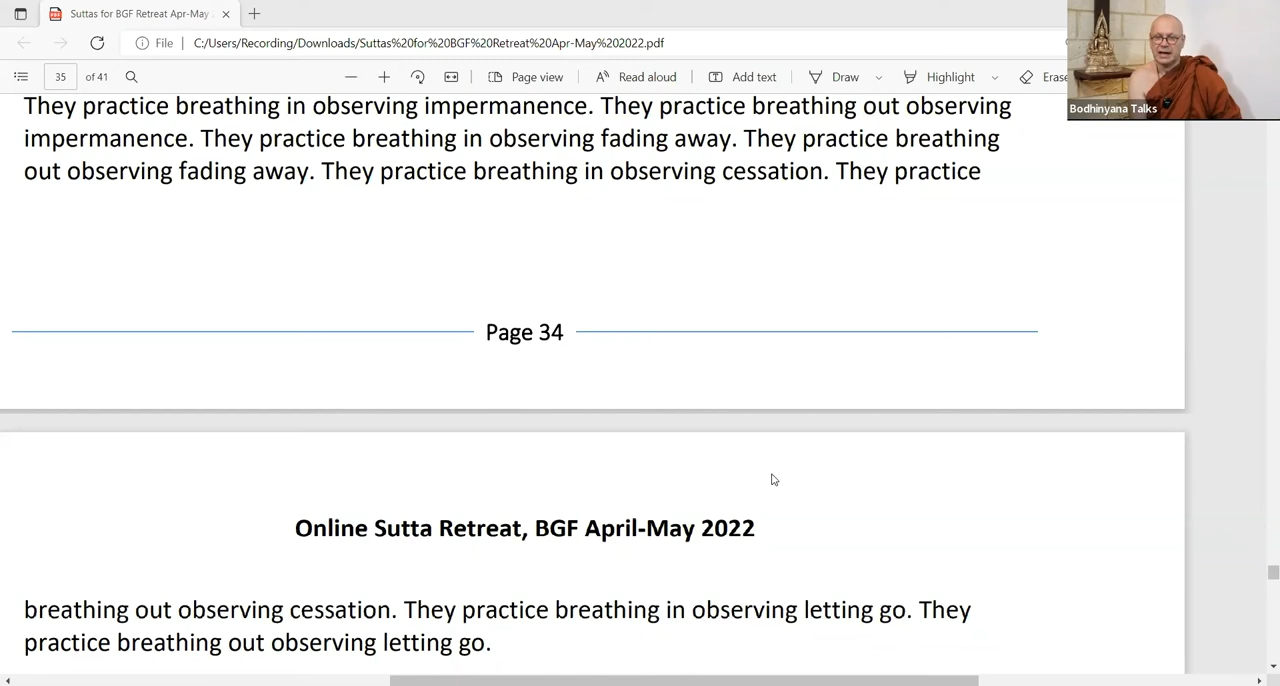 Suttas for BGF Retreat Apr-May
File
C:/Users/Recording/Downloads/Suttas%20for%20BGF%20Retreat%20Apr-May%202022.pdf
35 of 41
Page view
Read aloud
Add text
Draw
Highlight
Erase
Bodhinyana Talks
They practice breathing in observing impermanence. They practice breathing out observing
impermanence. They practice breathing in observing fading away. They practice breathing
out observing fading away. They practice breathing in observing cessation. They practice
Page 34
Online Sutta Retreat, BGF April-May 2022
breathing out observing cessation. They practice breathing in observing letting go. They
practice breathing out observing letting go.